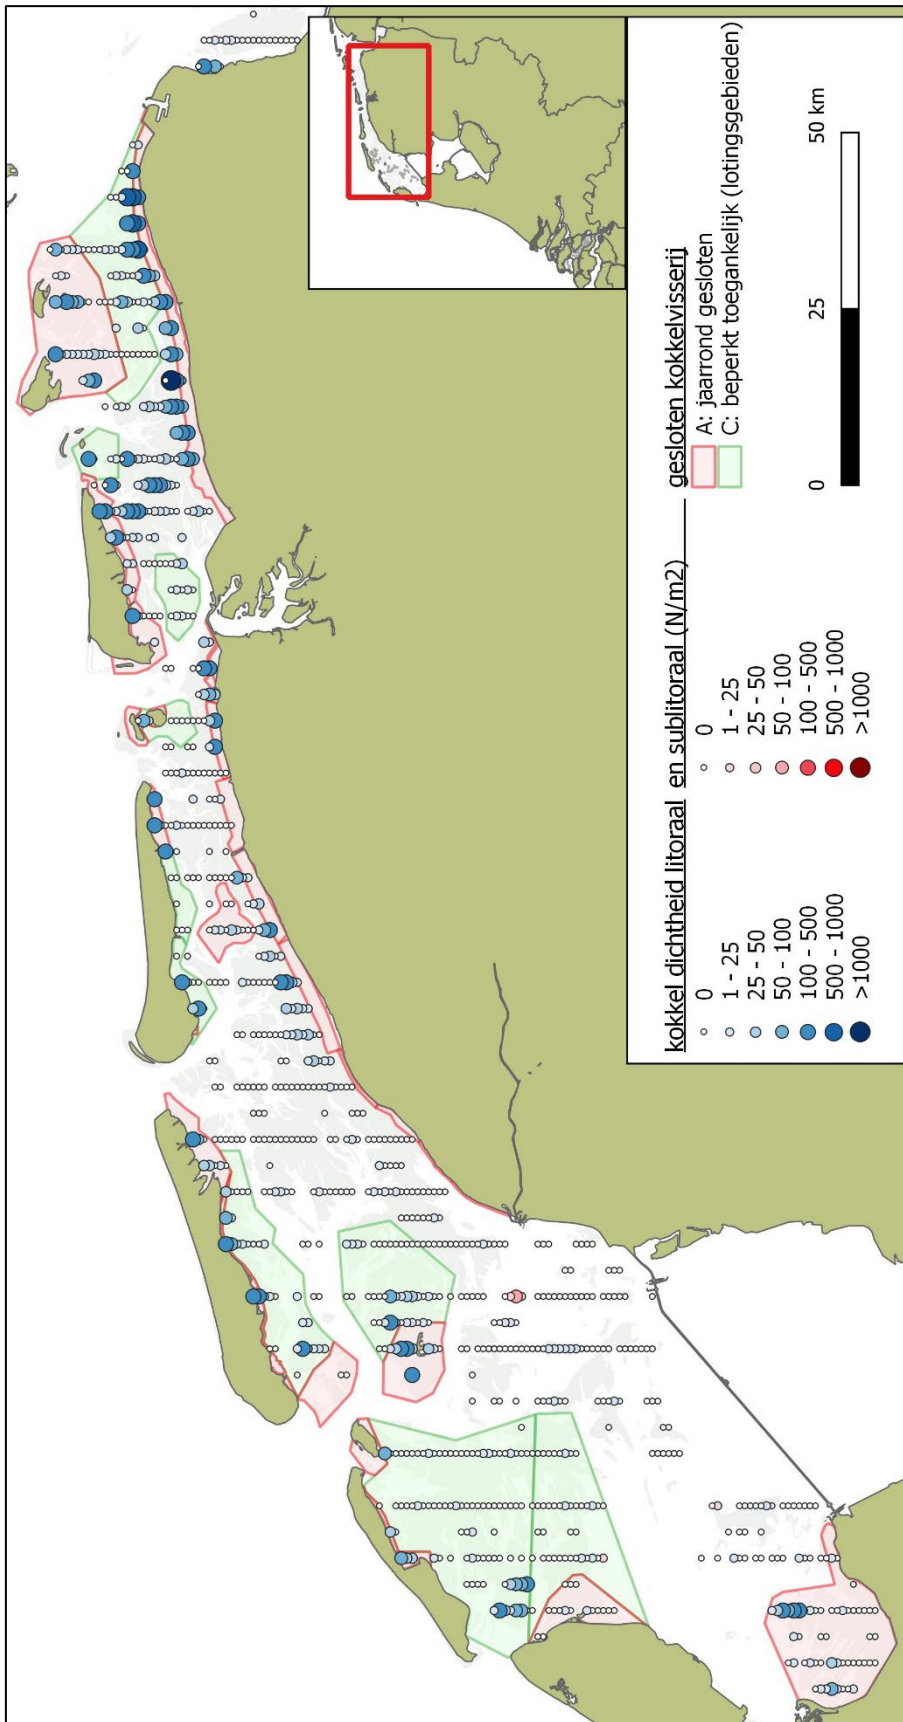 kokkel dichtheid litoraal en sublitoraal (N/m2)
0
1 - 25
25 - 50
50 - 100
100 - 500
500 - 1000
>1000
0
1 - 25
25 - 50
50 - 100
100 - 500
500 - 1000
>1000
gesloten kokkelvisserij
A: jaarrond gesloten
C: beperkt toegankelijk (lotingsgebieden)
0 25 50 km